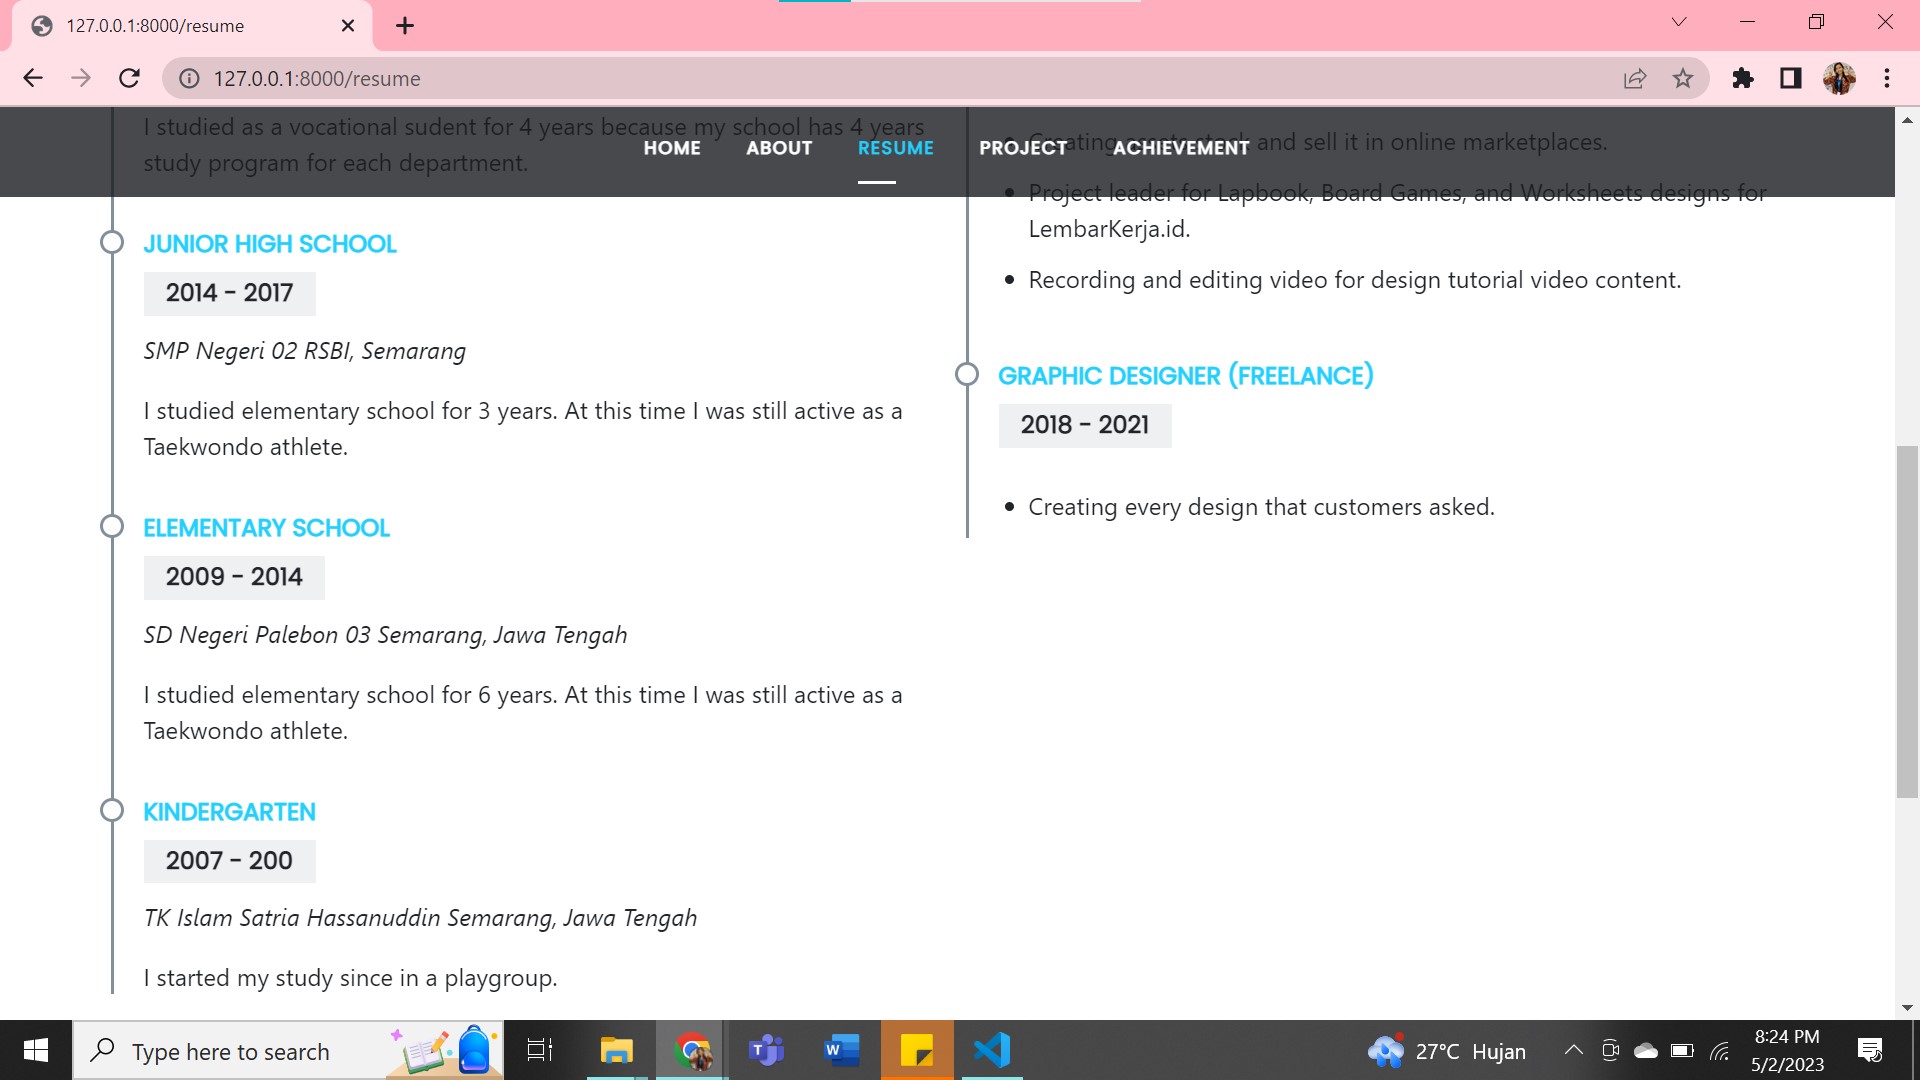 127.0.0.1:8000/resume
127.0.0.1:8000/resume
HOME ABOUT RESUME PROJECT ACHIEVEMENT
I studied as a vocational sudent for 4 years because my school has 4 years
study program for each department.
JUNIOR HIGH SCHOOL
2014 - 2017
SMP Negeri 02 RSBI, Semarang
I studied elementary school for 3 years. At this time I was still active as a
Taekwondo athlete.
ELEMENTARY SCHOOL
2009 - 2014
SD Negeri Palebon 03 Semarang, Jawa Tengah
I studied elementary school for 6 years. At this time I was still active as a
Taekwondo athlete.
KINDERGARTEN
2007 - 200
TK Islam Satria Hassanuddin Semarang, Jawa Tengah
I started my study since in a playgroup.
Creating assets stock and sell it in online marketplaces.
Project leader for Lapbook, Board Games, and Worksheets designs for
LembarKerja.id.
Recording and editing video for design tutorial video content.
GRAPHIC DESIGNER (FREELANCE)
2018 - 2021
Creating every design that customers asked.
Type here to search
27°C Hujan
8:24 PM
5/2/2023